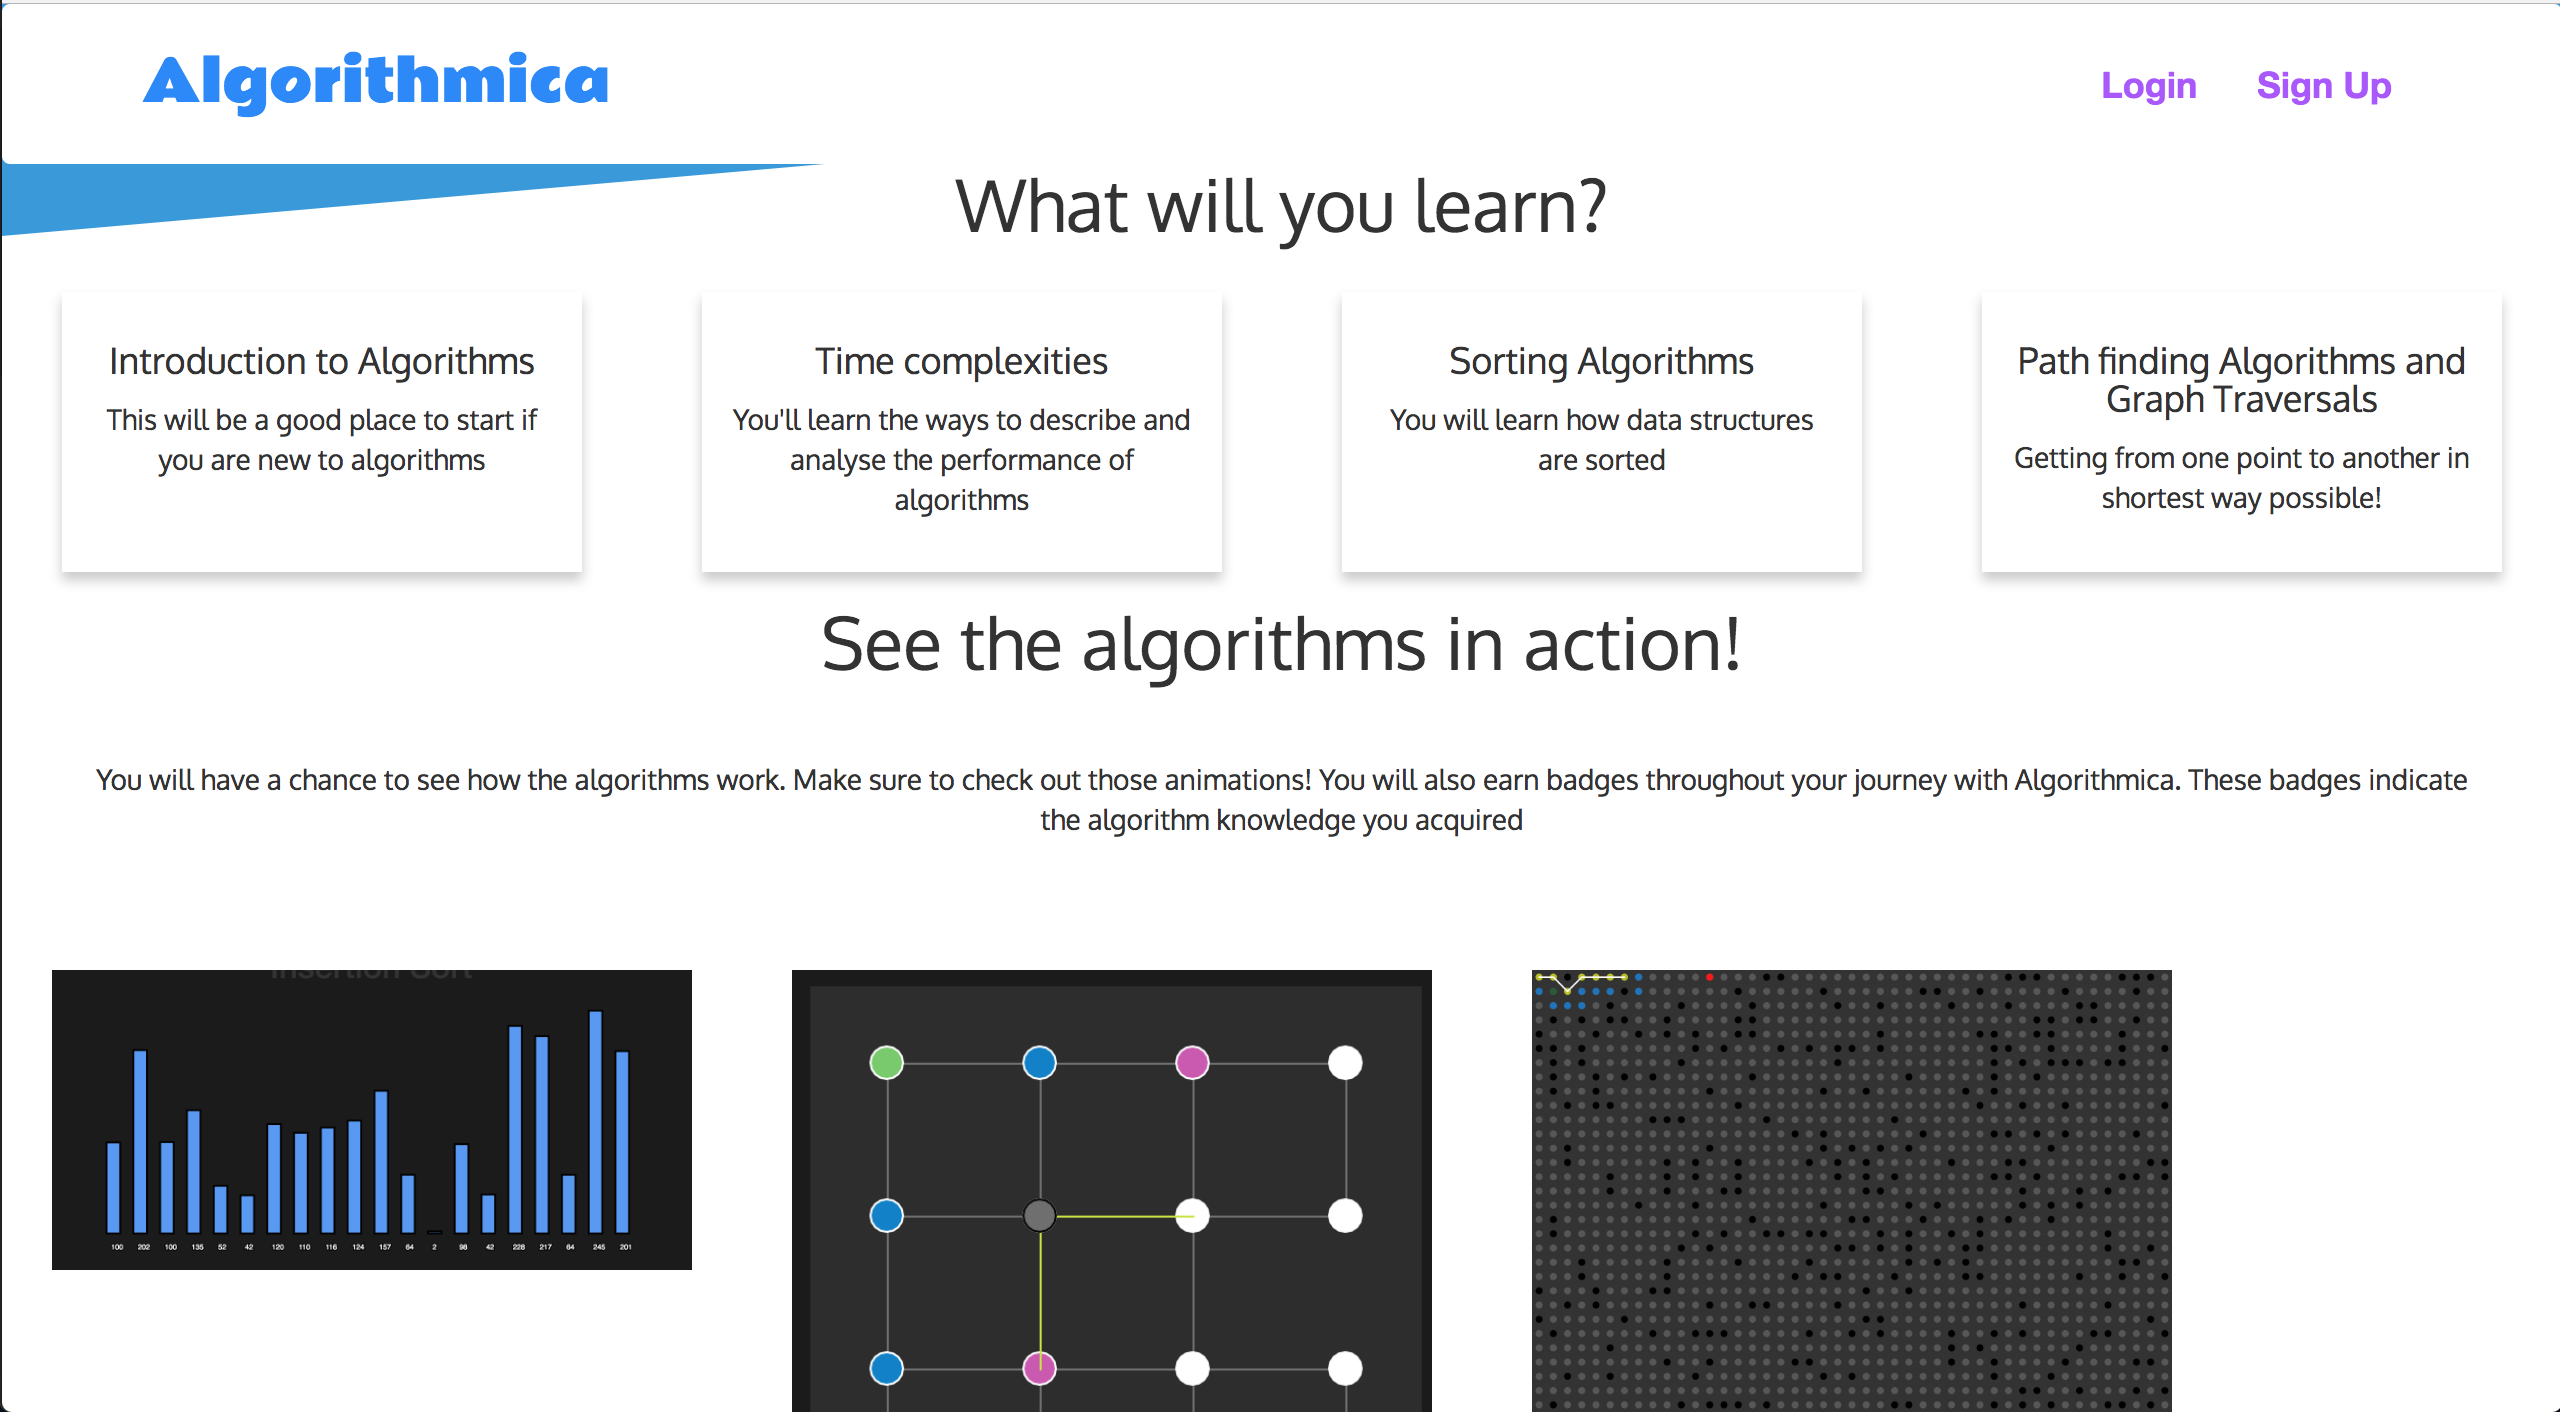 Algorithmica
Login
Sign Up
What will you learn?
Introduction to Algorithms
This will be a good place to start if
you are new to algorithms
Time complexities
You'll learn the ways to describe and
analyse the performance of
algorithms
Sorting Algorithms
You will learn how data structures
are sorted
Path finding Algorithms and
Graph Traversals
Getting from one point to another in
shortest way possible!
See the algorithms in action!
You will have a chance to see how the algorithms work. Make sure to check out those animations! You will also earn badges throughout your journey with Algorithmica. These badges indicate
the algorithm knowledge you acquired
Insertion Sort
100 202 100 135 52 42 120 110 116 124 157 64 2 98 42 228 217 64 245 201